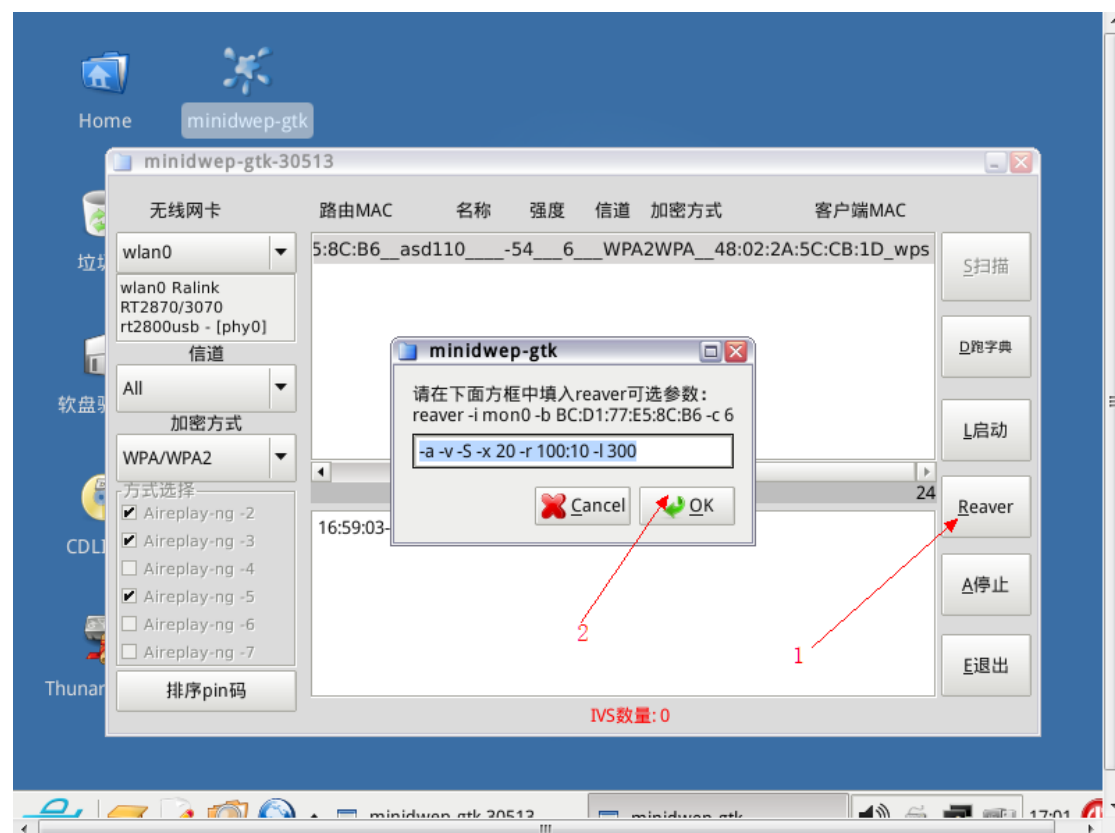 Home
minidwep-gtk
minidwep-gtk-30513
无线网卡
路由MAC 名称 强度 信道 加密方式 客户端MAC
wlan0
5:8C:B6__asd110____-54___6___WPA2WPA__48:02:2A:5C:CB:1D_wps
S扫描
wlan0 Ralink
RT2870/3070
rt2800usb - [phy0]
信道
All
加密方式
WPA/WPA2
方式选择
Aireplay-ng -2
Aireplay-ng -3
Aireplay-ng -4
Aireplay-ng -5
Aireplay-ng -6
Aireplay-ng -7
排序pin码
minidwep-gtk
请在下面方框中填入reaver可选参数：
reaver -i mon0 -b BC:D1:77:E5:8C:B6 -c 6
-a -v -S -x 20 -r 100:10 -l 300
Cancel
OK
24
16:59:03-
2
1
IVS数量: 0
D跑字典
L启动
Reaver
A停止
E退出
CDLI
Thunar
minidwep-gtk-30513
minidwep-gtk
17:01